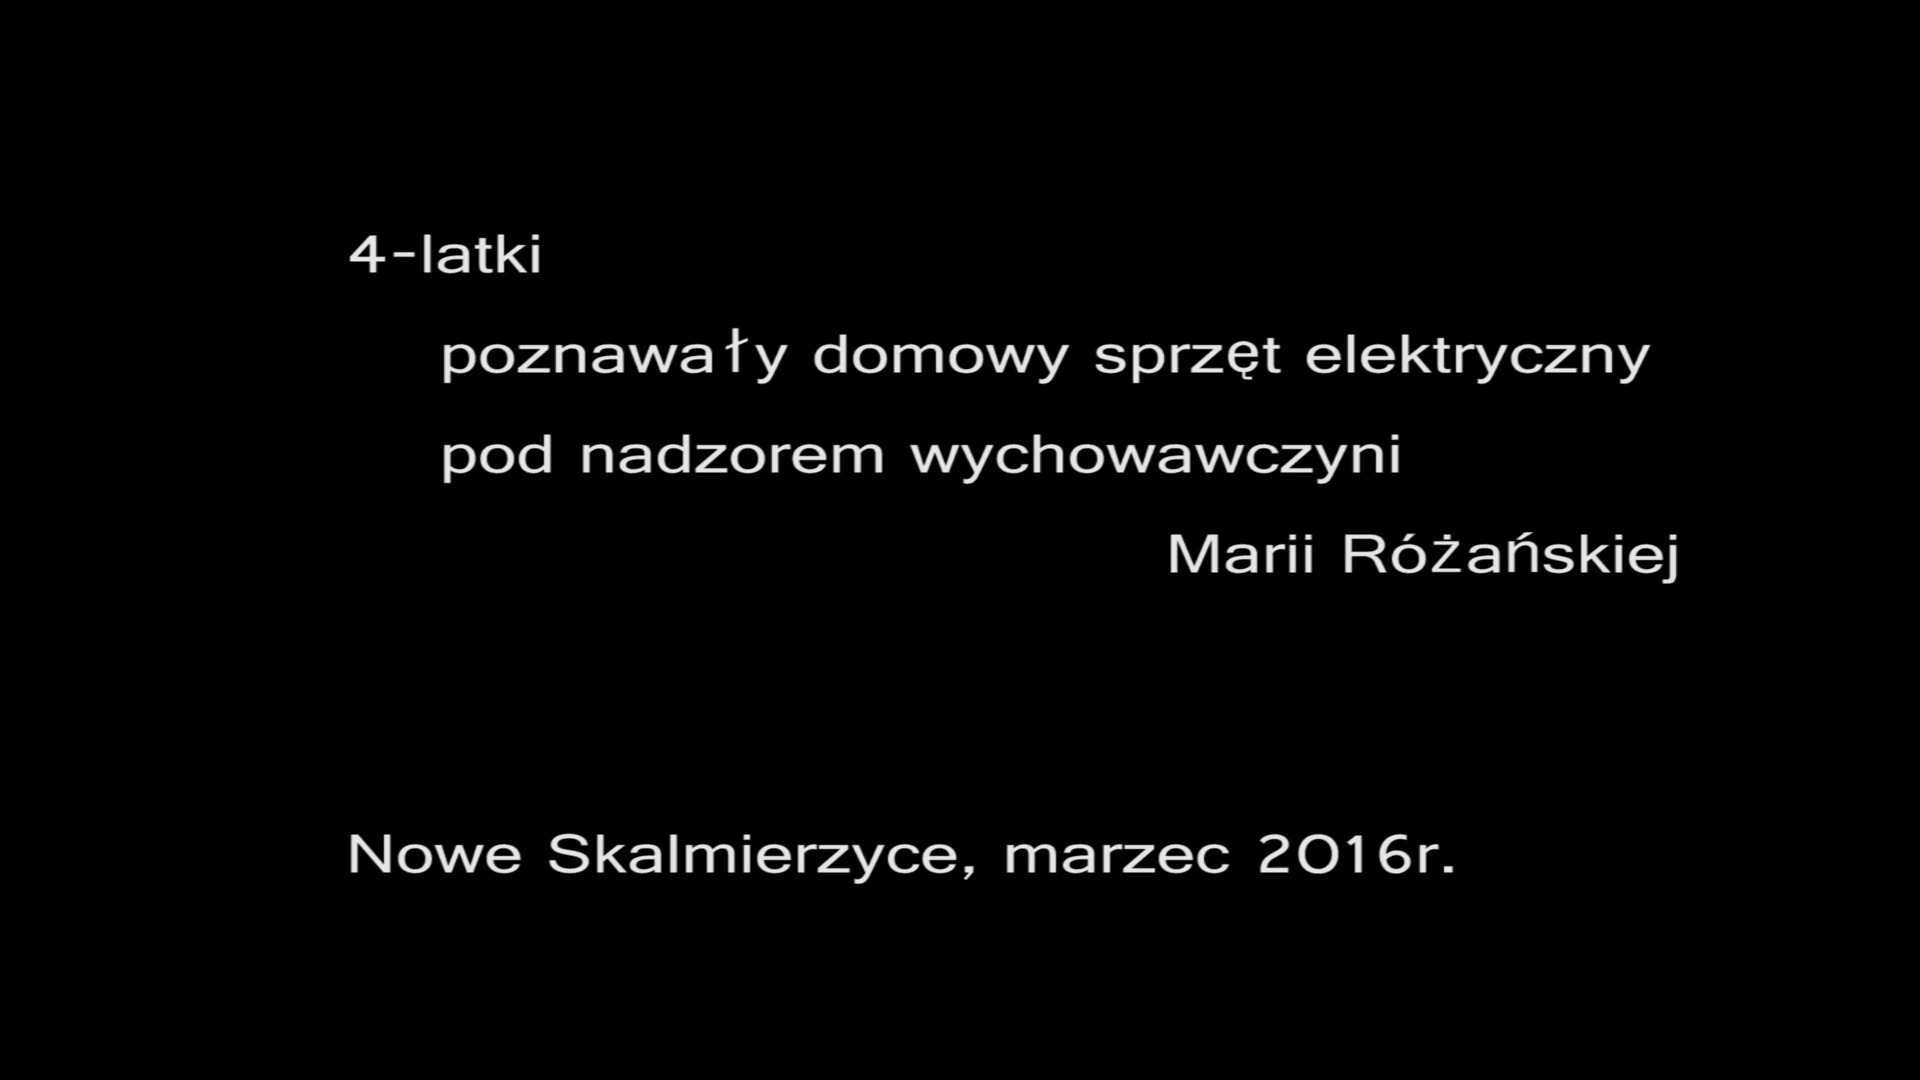 4-latki
poznawały domowy sprzęt elektryczny
pod nadzorem wychowawczyni
Marii Różańskiej
Nowe Skalmierzyce, marzec 2016r.